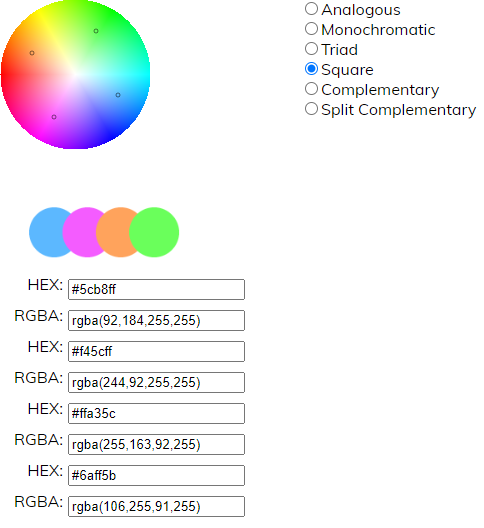 Analogous
Monochromatic
Triad
Square
Complementary
Split Complementary
HEX: #5cb8ff
RGBA: rgba(92,184,255,255)
HEX: #f45cff
RGBA: rgba(244,92,255,255)
HEX: #ffa35c
RGBA: rgba(255,163,92,255)
HEX: #6aff5b
RGBA: rgba(106,255,91,255)